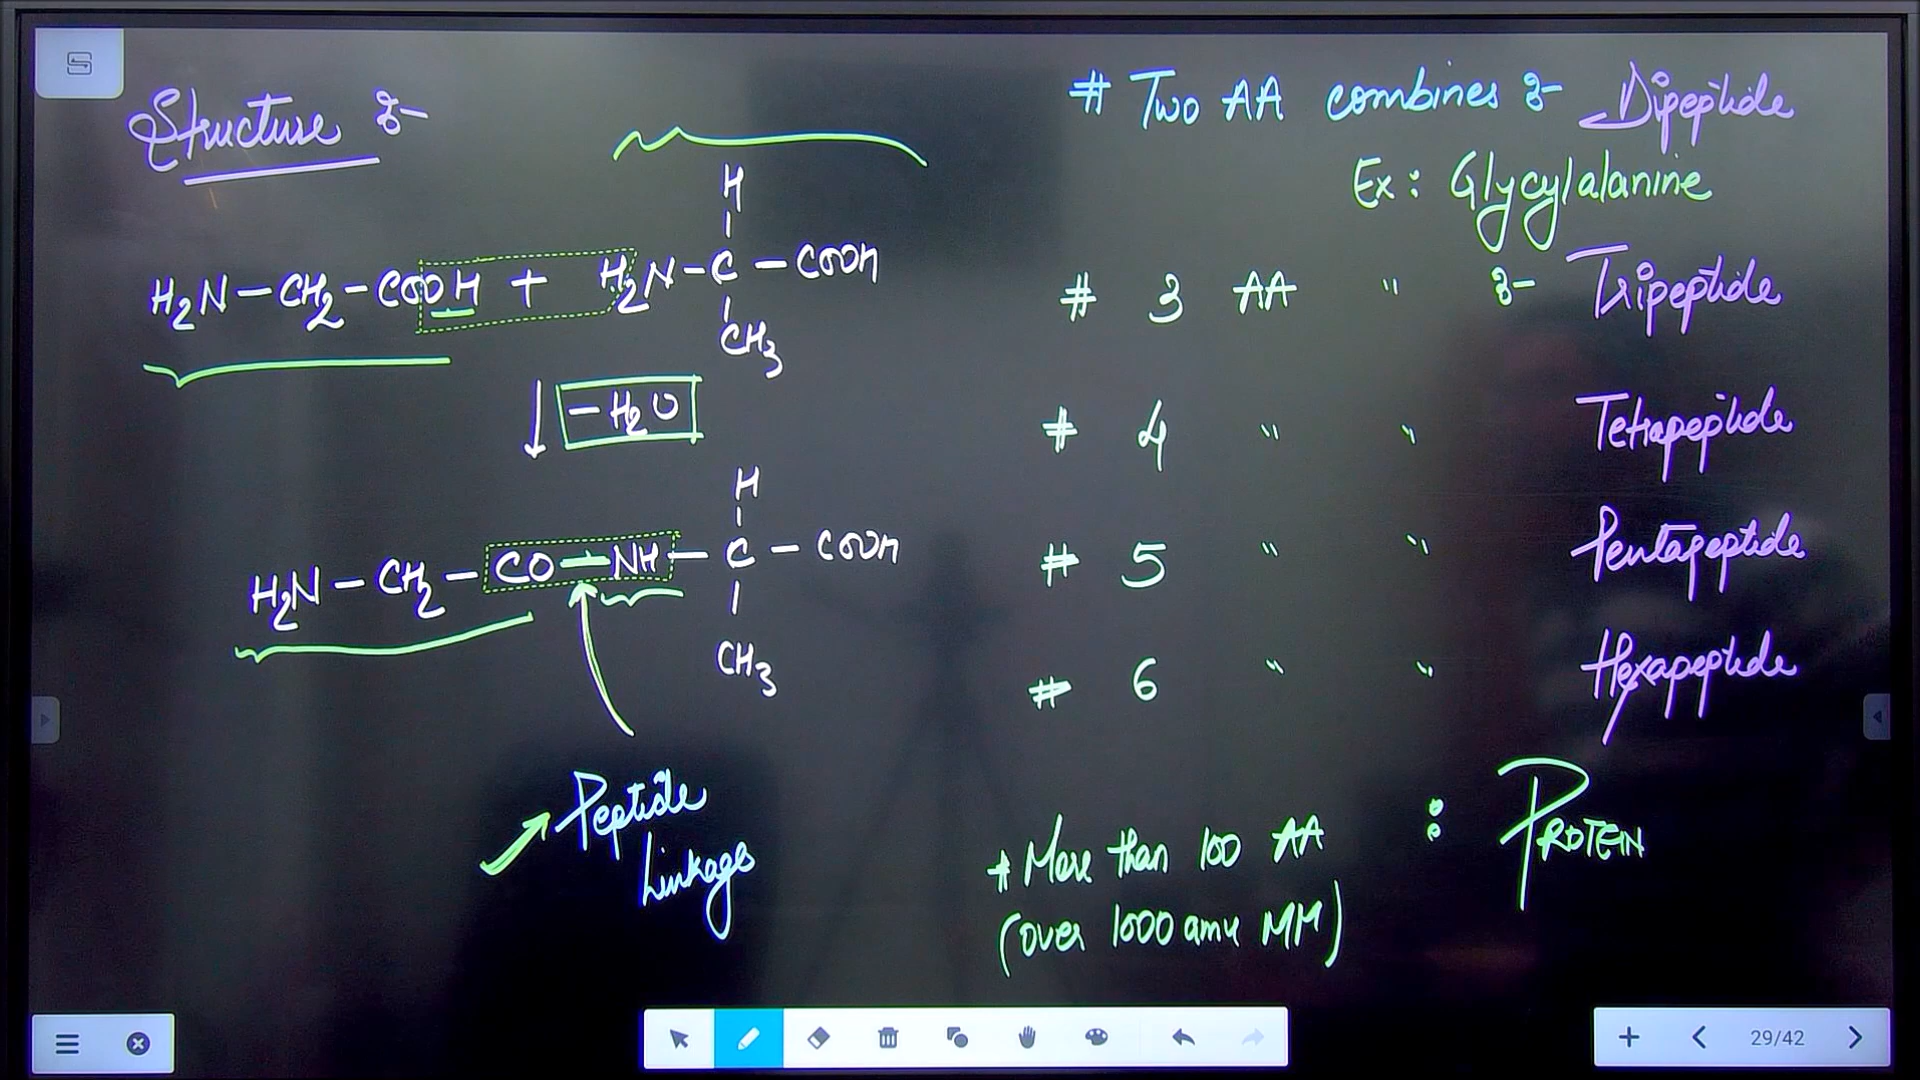 Structure :-
H
H2N-CH2-COOH + H2N-C-COOH
CH3
-H2O
H
H2N-CH2-CO-NH-C-COOH
CH3
Peptide
Linkage
# Two AA combines :- Dipeptide
Ex: Glycylalanine
# 3 AA " :- Tripeptide
# 4 " " Tetrapeptide
# 5 " " Pentapeptide
# 6 " " Hexapeptide
* More than 100 AA : PROTEIN
(over 1000 amu MM)
29/42